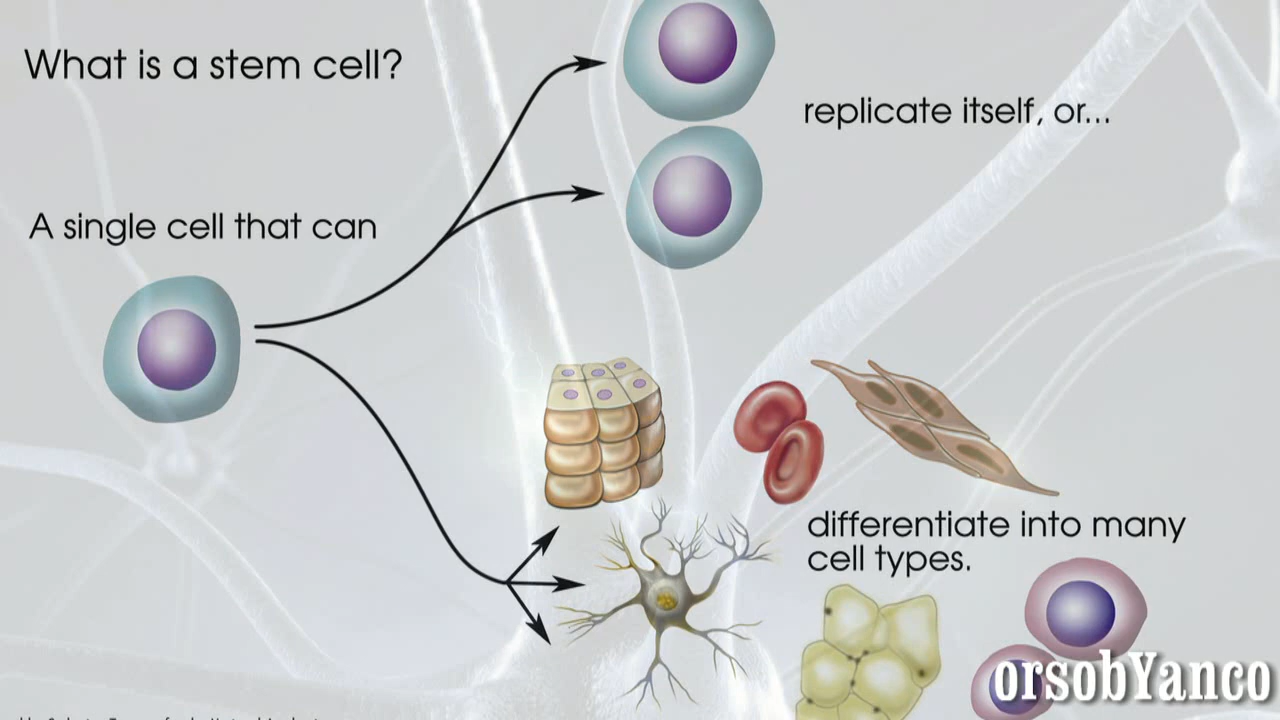 What is a stem cell?
replicate itself, or...
A single cell that can
differentiate into many
cell types.
orsobYanco